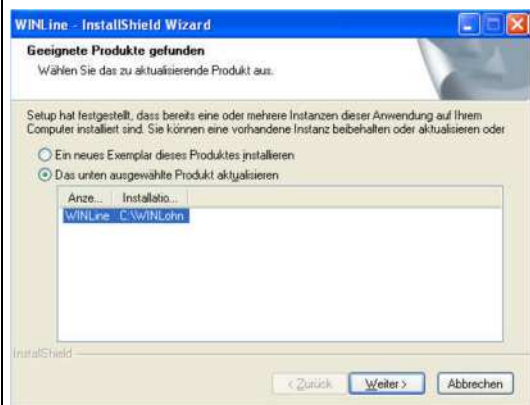 WINLine - InstallShield Wizard
Geeignete Produkte gefunden
Wählen Sie das zu aktualisierende Produkt aus.
Setup hat festgestellt, dass bereits eine oder mehrere Instanzen dieser Anwendung auf Ihrem
Computer installiert sind. Sie können eine vorhandene Instanz beibehalten oder aktualisieren oder
Ein neues Exemplar dieses Produktes installieren
Das unten ausgewählte Produkt aktualisieren
Anze... Installatio...
WINLine C:\WINLohn
InstallShield
< Zurück Weiter > Abbrechen